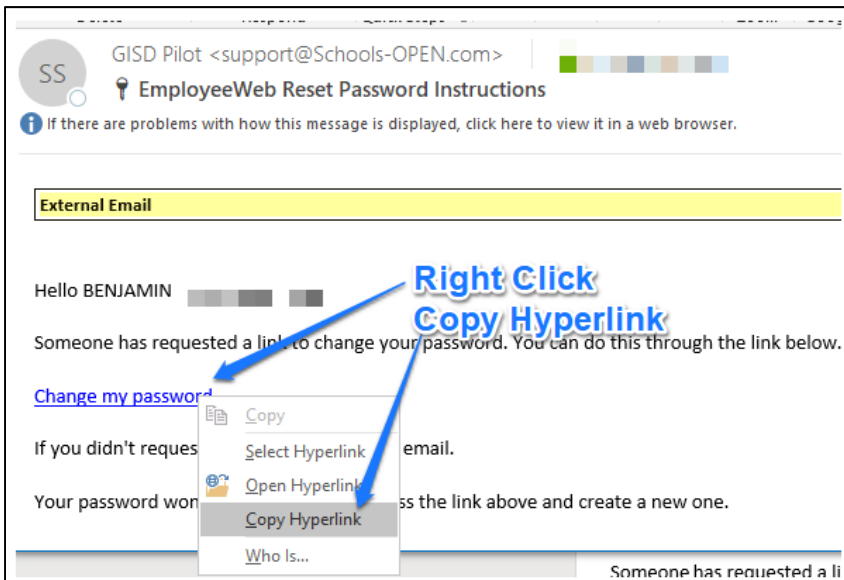 SS
GISD Pilot <support@Schools-OPEN.com>
EmployeeWeb Reset Password Instructions
If there are problems with how this message is displayed, click here to view it in a web browser.
External Email
Right Click
Copy Hyperlink
Hello BENJAMIN
Someone has requested a link to change your password. You can do this through the link below.
Change my password
Copy
If you didn't reques email.
Select Hyperlink
Open Hyperlink
Your password won ss the link above and create a new one.
Copy Hyperlink
Who Is...
Someone has requested a li